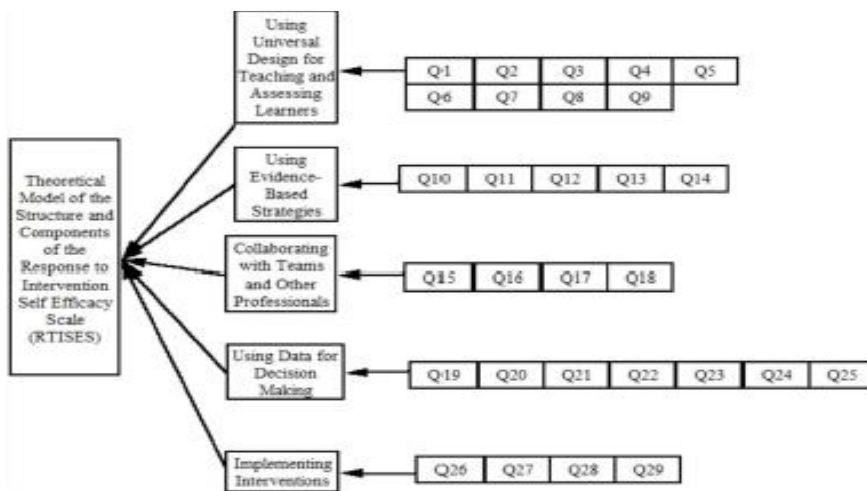 Using
Universal
Design for
Teaching and
Assessing
Learners
Q1 Q2 Q3 Q4 Q5
Q6 Q7 Q8 Q9
Theoretical
Model of the
Structure and
Components
of the
Response to
Intervention
Self Efficacy
Scale
(RTISES)
Using
Evidence-
Based
Strategies
Q10 Q11 Q12 Q13 Q14
Collaborating
with Teams
and Other
Professionals
Q15 Q16 Q17 Q18
Using Data for
Decision
Making
Q19 Q20 Q21 Q22 Q23 Q24 Q25
Implementing
Interventions
Q26 Q27 Q28 Q29